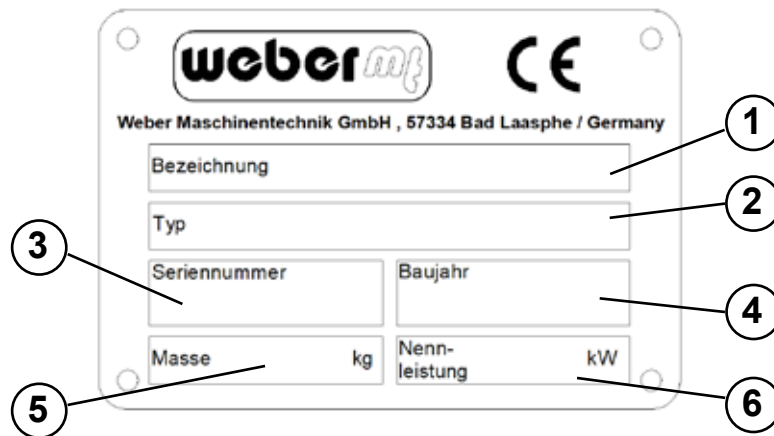 weber mt
CE
Weber Maschinentechnik GmbH , 57334 Bad Laasphe / Germany
1
Bezeichnung
2
Typ
3
Seriennummer
Baujahr
4
Masse kg
Nenn-
leistung kW
5
6